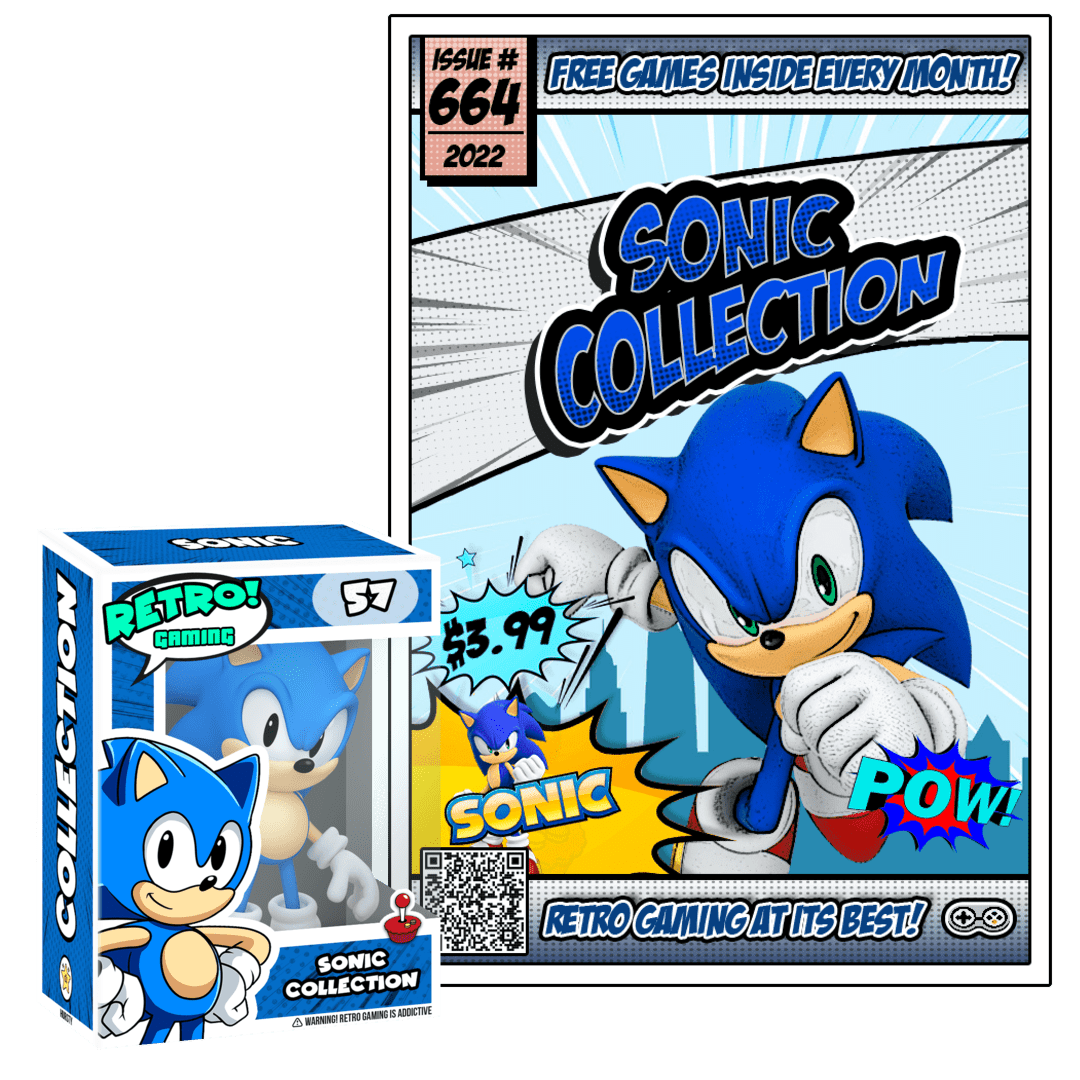 ISSUE #
664
2022
FREE GAMES INSIDE EVERY MONTH!
SONIC
COLLECTION
$3.99
SONIC
POW!
RETRO GAMING AT ITS BEST!
SONIC
COLLECTION
RETRO!
GAMING
57
SONIC
COLLECTION
WARNING! RETRO GAMING IS ADDICTIVE